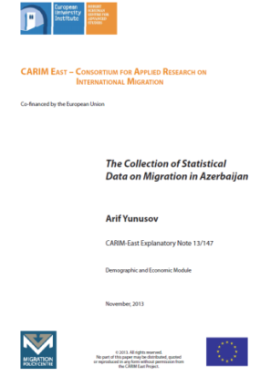 European
University
Institute
ROBERT
SCHUMAN
CENTRE FOR
ADVANCED
STUDIES
CARIM EAST – CONSORTIUM FOR APPLIED RESEARCH ON
INTERNATIONAL MIGRATION
Co-financed by the European Union
The Collection of Statistical
Data on Migration in Azerbaijan
Arif Yunusov
CARIM-East Explanatory Note 13/147
Demographic and Economic Module
November, 2013
MIGRATION
POLICY CENTRE
© 2013. All rights reserved.
No part of this paper may be distributed, quoted
or reproduced in any form without permission from
the CARIM East Project.